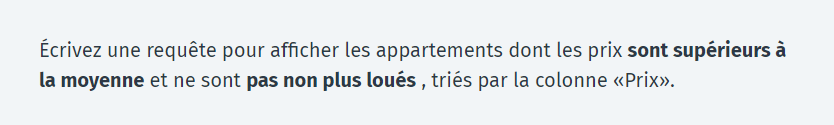 Écrivez une requête pour afficher les appartements dont les prix sont supérieurs à
la moyenne et ne sont pas non plus loués , triés par la colonne «Prix».